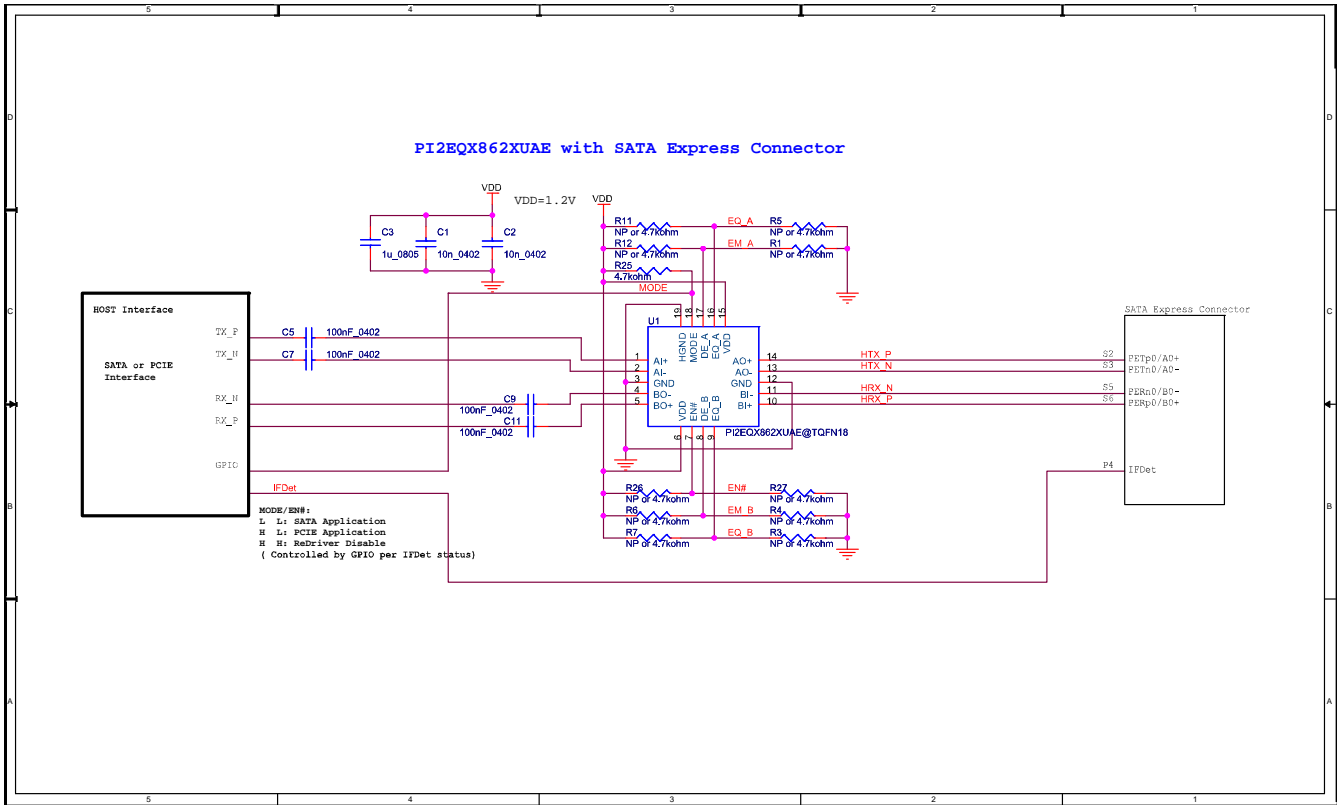 5 4 3 2 1
D D
PI2EQX862XUAE with SATA Express Connector
VDD
VDD=1.2V
VDD
C3
1u_0805
C1
10n_0402
C2
10n_0402
R11
NP or 4.7kohm
EQ_A
R5
NP or 4.7kohm
R12
NP or 4.7kohm
EM_A
R1
NP or 4.7kohm
R25
4.7kohm
MODE
C C
HOST Interface
SATA or PCIE
Interface
TX_P
TX_N
RX_N
RX_P
GPIO
IFDet
C5 100nF_0402
C7 100nF_0402
C9
100nF_0402
C11
100nF_0402
U1
19 18 17 16 15
HGND MODE DE_A EQ_A VDD
1 AI+
2 AI-
3 GND
4 BO-
5 BO+
AO+ 14
AO- 13
GND 12
BI- 11
BI+ 10
VDD EN# DE_B EQ_B
6 7 8 9
PI2EQX862XUAE@TQFN18
HTX_P
HTX_N
HRX_N
HRX_P
SATA Express Connector
S2 PETp0/A0+
S3 PETn0/A0-
S5 PERn0/B0-
S6 PERp0/B0+
P4 IFDet
R26
NP or 4.7kohm
EN#
R27
NP or 4.7kohm
R6
NP or 4.7kohm
EM_B
R4
NP or 4.7kohm
R7
NP or 4.7kohm
EQ_B
R3
NP or 4.7kohm
B B
MODE/EN#:
L L: SATA Application
H L: PCIE Application
H H: ReDriver Disable
( Controlled by GPIO per IFDet status)
A A
5 4 3 2 1